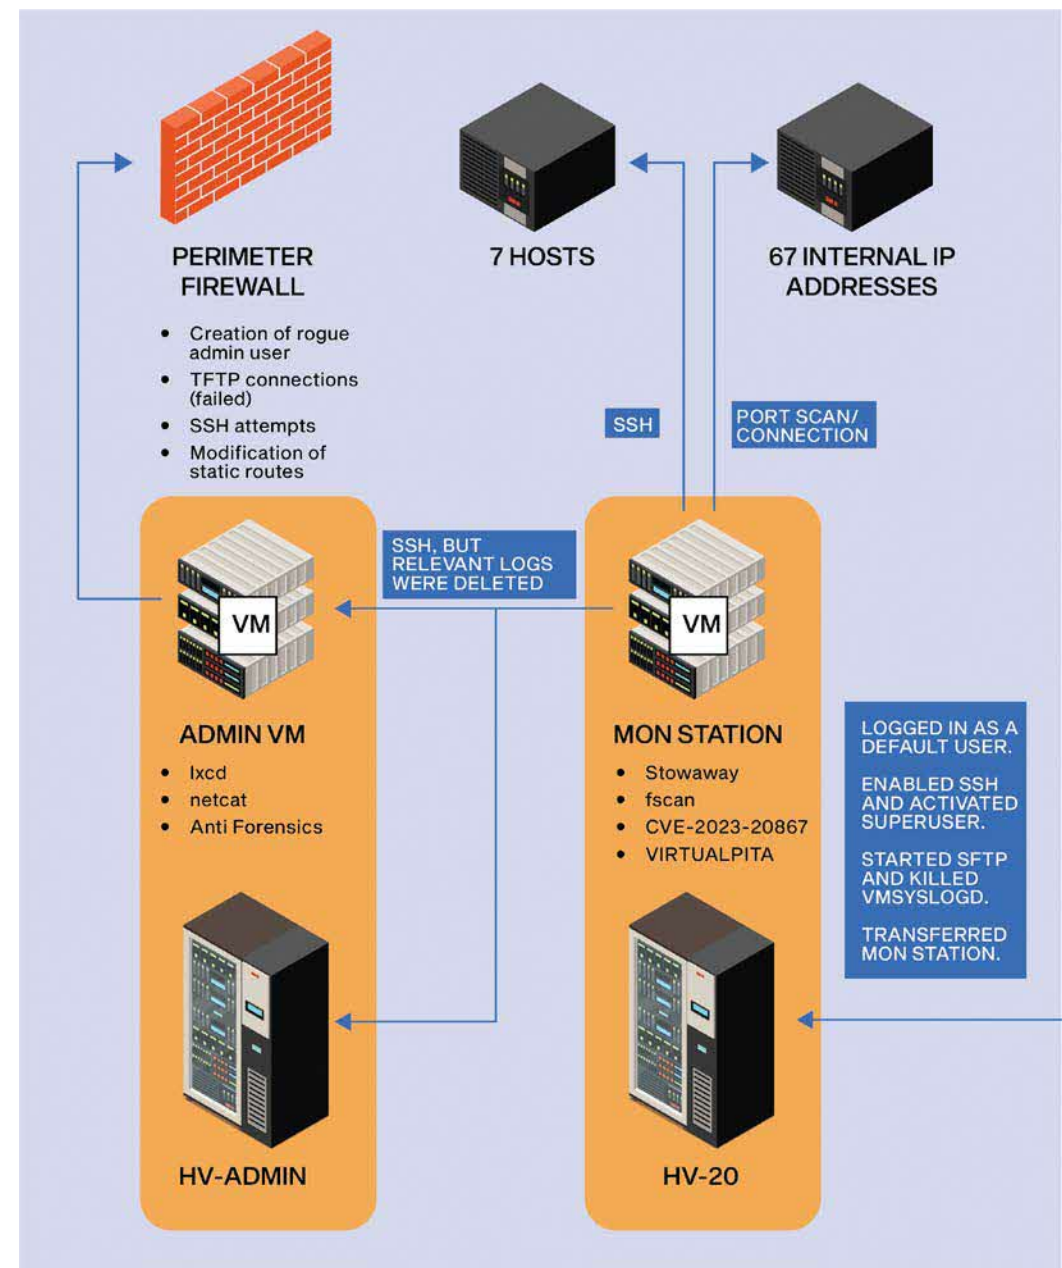 PERIMETER
FIREWALL
• Creation of rogue
admin user
• TFTP connections
(failed)
• SSH attempts
• Modification of
static routes
7 HOSTS
67 INTERNAL IP
ADDRESSES
SSH
PORT SCAN/
CONNECTION
SSH, BUT
RELEVANT LOGS
WERE DELETED
VM
ADMIN VM
• lxcd
• netcat
• Anti Forensics
HV-ADMIN
VM
MON STATION
• Stowaway
• fscan
• CVE-2023-20867
• VIRTUALPITA
HV-20
LOGGED IN AS A
DEFAULT USER.
ENABLED SSH
AND ACTIVATED
SUPERUSER.
STARTED SFTP
AND KILLED
VMSYSLOGD.
TRANSFERRED
MON STATION.